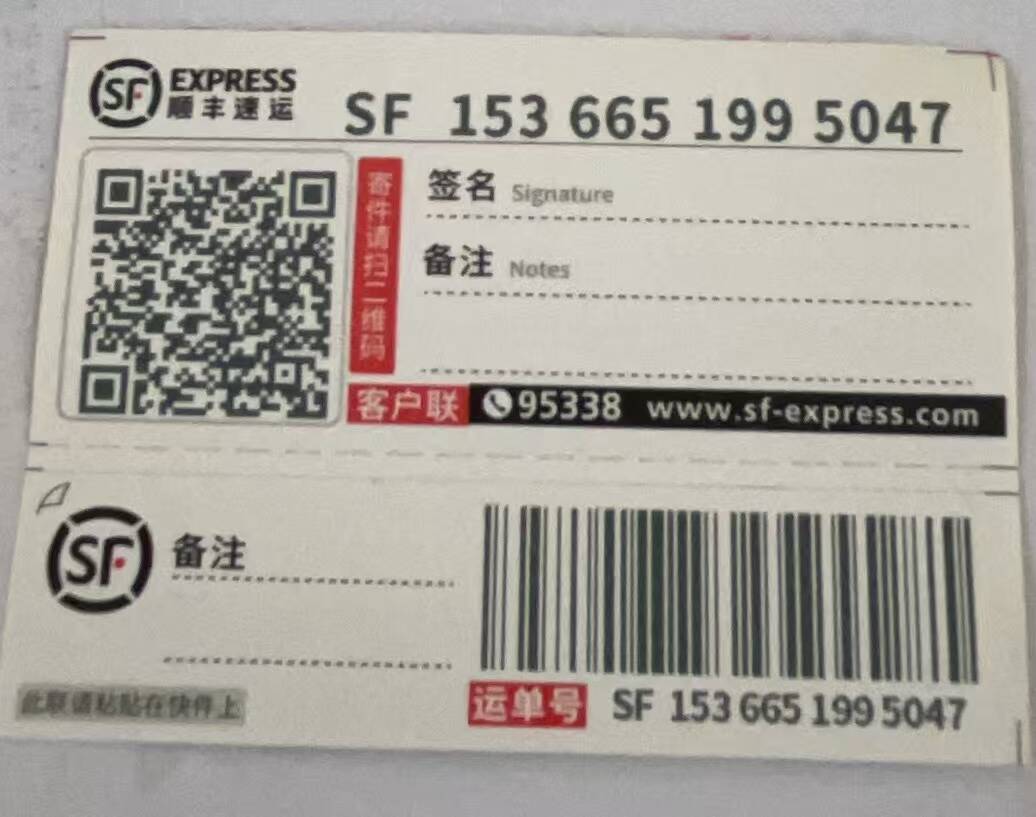 SF EXPRESS
顺丰速运
SF 153 665 199 5047
寄件请扫二维码
签名 Signature
备注 Notes
客户联 95338 www.sf-express.com
SF 备注
此联请粘贴在快件上
运单号 SF 153 665 199 5047